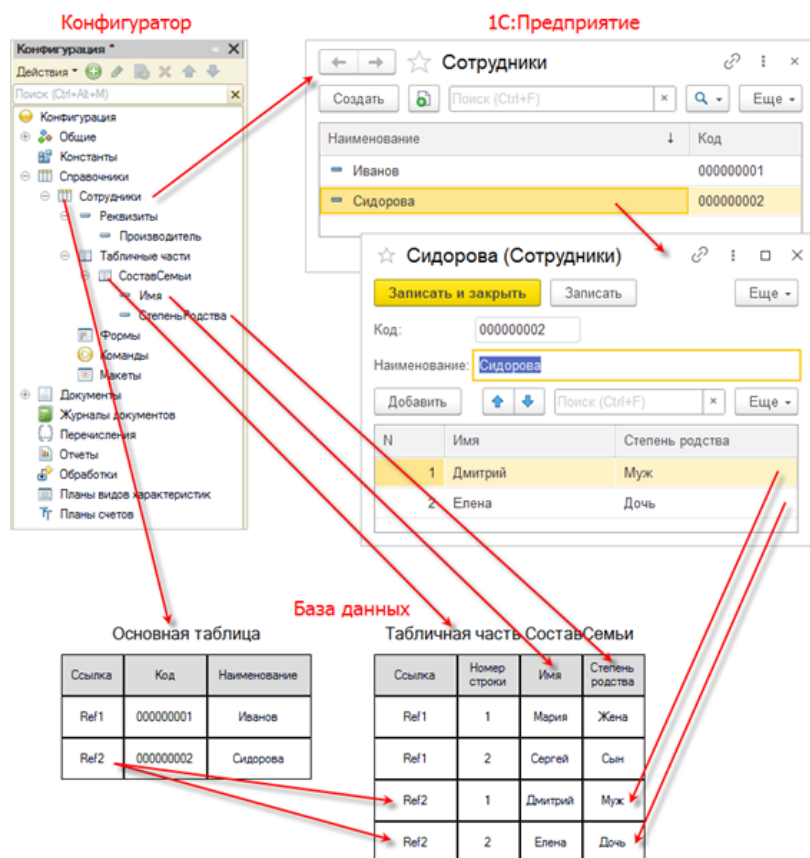 Конфигуратор
1С:Предприятие
Конфигурация *
Действия
Поиск (Ctrl+Alt+M)
Конфигурация
Общие
Константы
Справочники
Сотрудники
Реквизиты
Производитель
Табличные части
СоставСемьи
Имя
СтепеньРодства
Формы
Команды
Макеты
Документы
Журналы документов
Перечисления
Отчеты
Обработки
Планы видов характеристик
Планы счетов
Сотрудники
Создать Поиск (Ctrl+F) × Еще
Наименование ↓ Код
Иванов 000000001
Сидорова 000000002
Сидорова (Сотрудники)
Записать и закрыть Записать Еще
Код: 000000002
Наименование: Сидорова
Добавить Поиск (Ctrl+F) × Еще
N Имя Степень родства
1 Дмитрий Муж
2 Елена Дочь
База данных
Основная таблица
Ссылка Код Наименование
Ref1 000000001 Иванов
Ref2 000000002 Сидорова
Табличная часть СоставСемьи
Ссылка Номер строки Имя Степень родства
Ref1 1 Мария Жена
Ref1 2 Сергей Сын
Ref2 1 Дмитрий Муж
Ref2 2 Елена Дочь